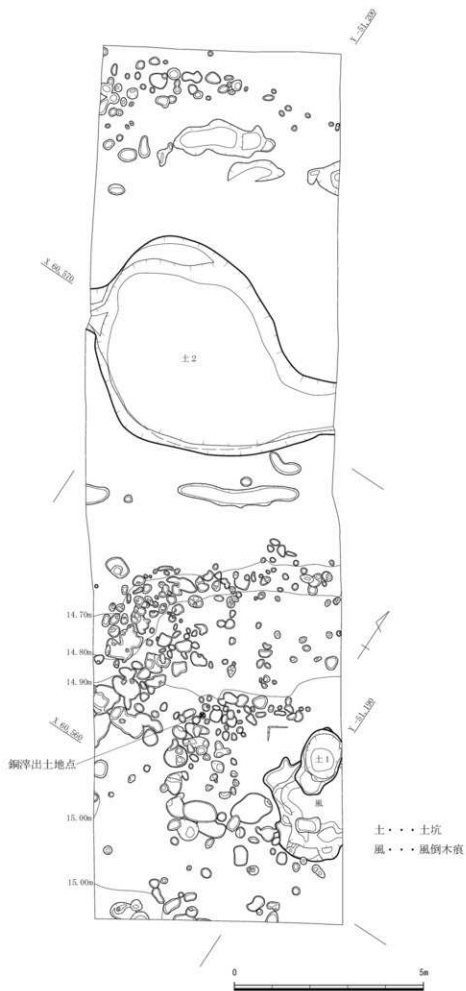 Y -51,200
X 60,570
土2
14.70m
14.80m
14.90m
X 60,560
Y -51,190
銅滓出土地点
土1
風
土・・・土坑
風・・・風倒木痕
15.00m
15.00m
0 5m